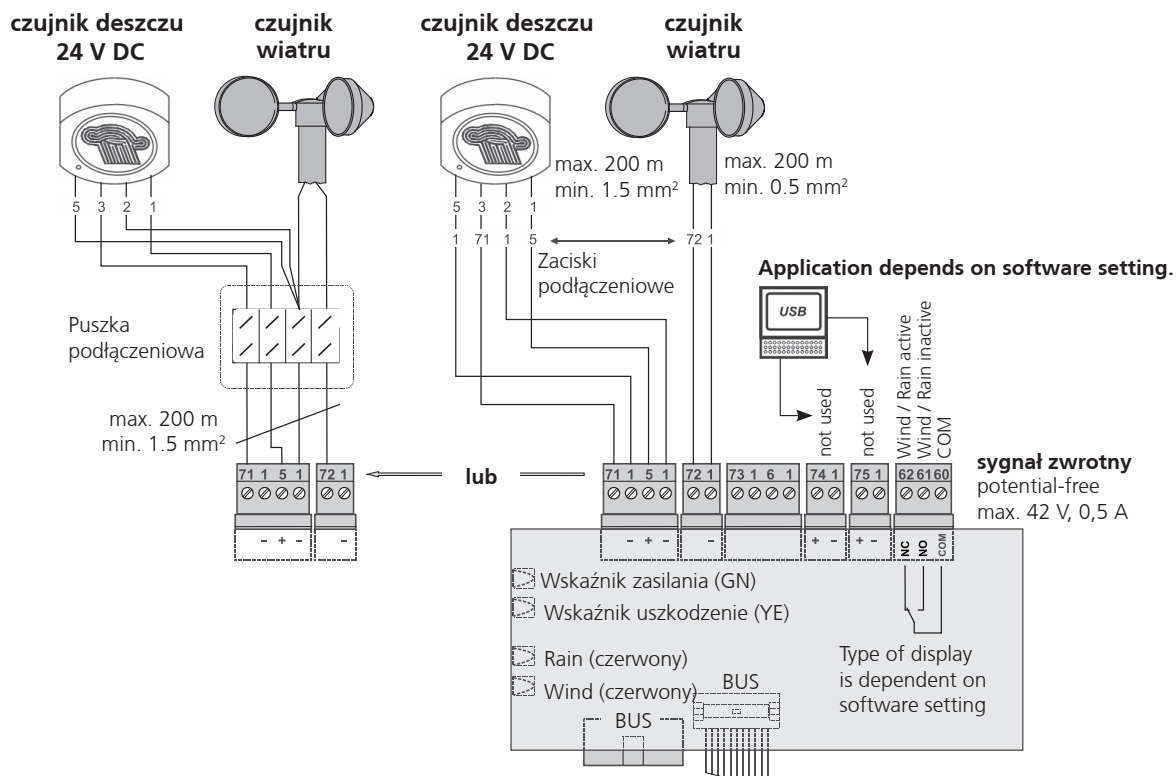 czujnik deszczu
24 V DC
czujnik
wiatru
czujnik deszczu
24 V DC
czujnik
wiatru
max. 200 m
min. 1.5 mm²
max. 200 m
min. 0.5 mm²
5 3 2 1
5 3 2 1
1 71 1 5
72 1
Zaciski
podłączeniowe
Application depends on software setting.
USB
Puszka
podłączeniowa
max. 200 m
min. 1.5 mm²
not used
not used
Wind / Rain active
Wind / Rain inactive
COM
71 1 5 1
72 1
lub
71 1 5 1
72 1
73 1 6 1
74 1
75 1
62 61 60
sygnał zwrotny
potential-free
max. 42 V, 0,5 A
- + -
-
- + -
-
+ -
+ -
NC
NO
COM
Wskaźnik zasilania (GN)
Wskaźnik uszkodzenie (YE)
Rain (czerwony)
Wind (czerwony)
BUS
BUS
Type of display
is dependent on
software setting